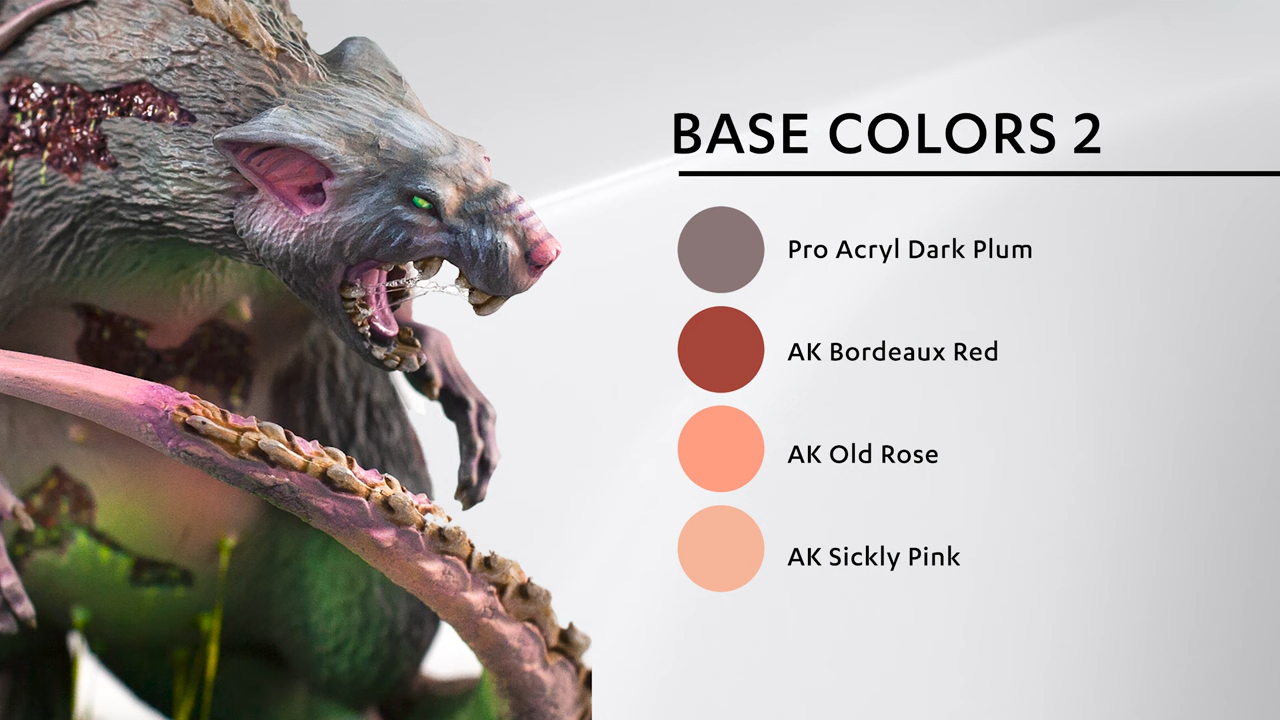 BASE COLORS 2
Pro Acryl Dark Plum
AK Bordeaux Red
AK Old Rose
AK Sickly Pink